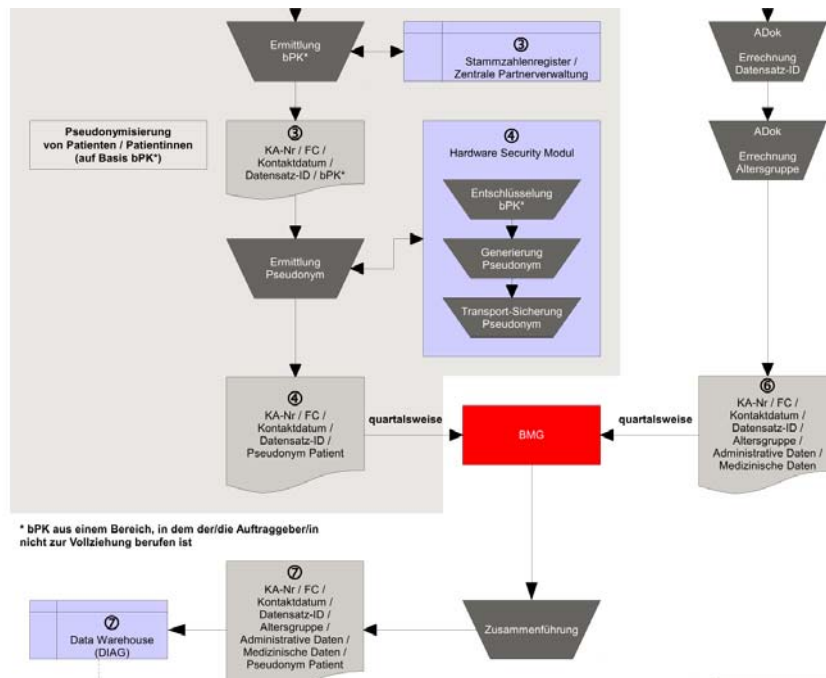 Ermittlung
bPK*
③
Stammzahlenregister /
Zentrale Partnerverwaltung
ADok
Errechnung
Datensatz-ID
Pseudonymisierung
von Patienten / Patientinnen
(auf Basis bPK*)
③
KA-Nr / FC /
Kontaktdatum /
Datensatz-ID / bPK*
④
Hardware Security Modul
Entschlüsselung
bPK*
Generierung
Pseudonym
Transport-Sicherung
Pseudonym
ADok
Errechnung
Altersgruppe
Ermittlung
Pseudonym
④
KA-Nr / FC /
Kontaktdatum /
Datensatz-ID /
Pseudonym Patient
quartalsweise
BMG
quartalsweise
⑥
KA-Nr / FC /
Kontaktdatum /
Datensatz-ID /
Altersgruppe /
Administrative Daten /
Medizinische Daten
* bPK aus einem Bereich, in dem der/die Auftraggeber/in
nicht zur Vollziehung berufen ist
⑦
Data Warehouse
(DIAG)
⑦
KA-Nr / FC /
Kontaktdatum /
Datensatz-ID /
Altersgruppe /
Administrative Daten /
Medizinische Daten /
Pseudonym Patient
Zusammenführung